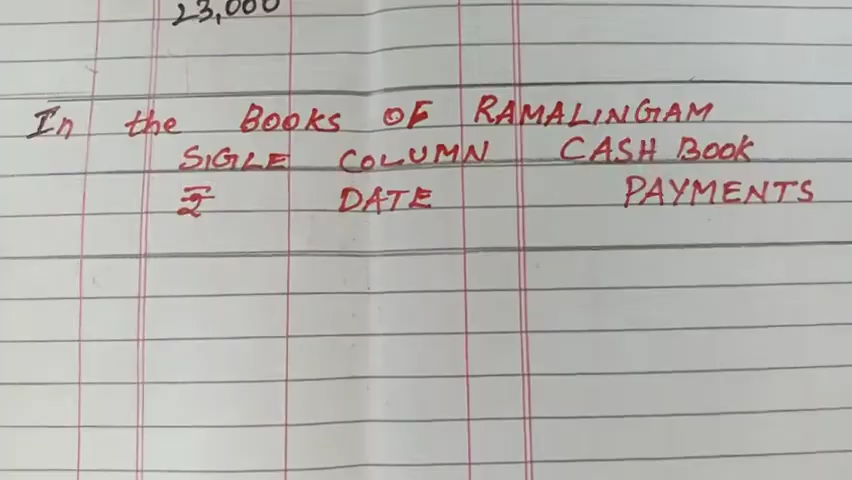 23,000
In the BOOKS OF RAMALINGAM
SIGLE COLUMN CASH BOOK
₹ DATE PAYMENTS